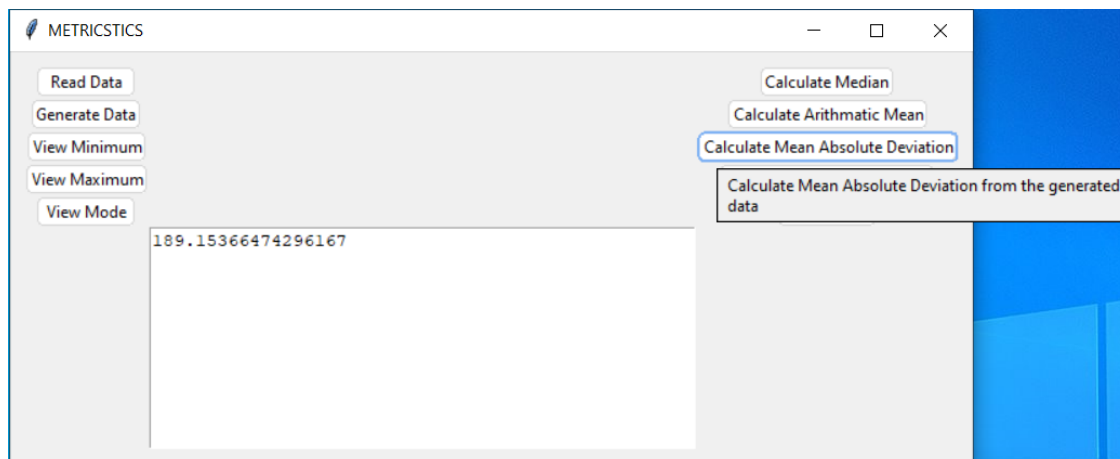 METRICSTICS
Read Data
Generate Data
View Minimum
View Maximum
View Mode
Calculate Median
Calculate Arithmatic Mean
Calculate Mean Absolute Deviation
Calculate Mean Absolute Deviation from the generated
data
189.15366474296167